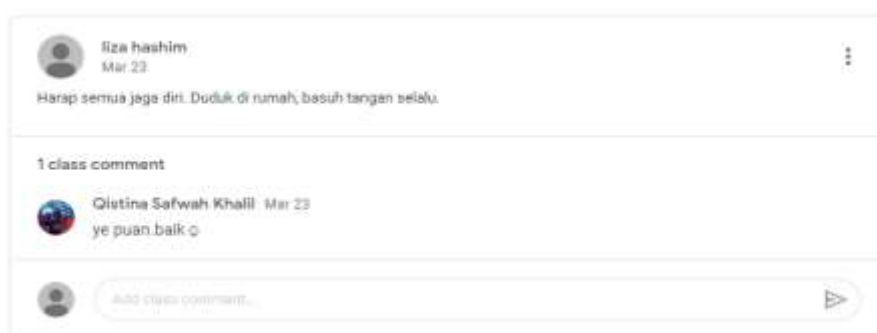 liza hashim
Mar 23
Harap semua jaga diri. Duduk di rumah, basuh tangan selalu.
1 class comment
Qistina Safwah Khalil Mar 23
ye puan.baik☺
Add class comment...